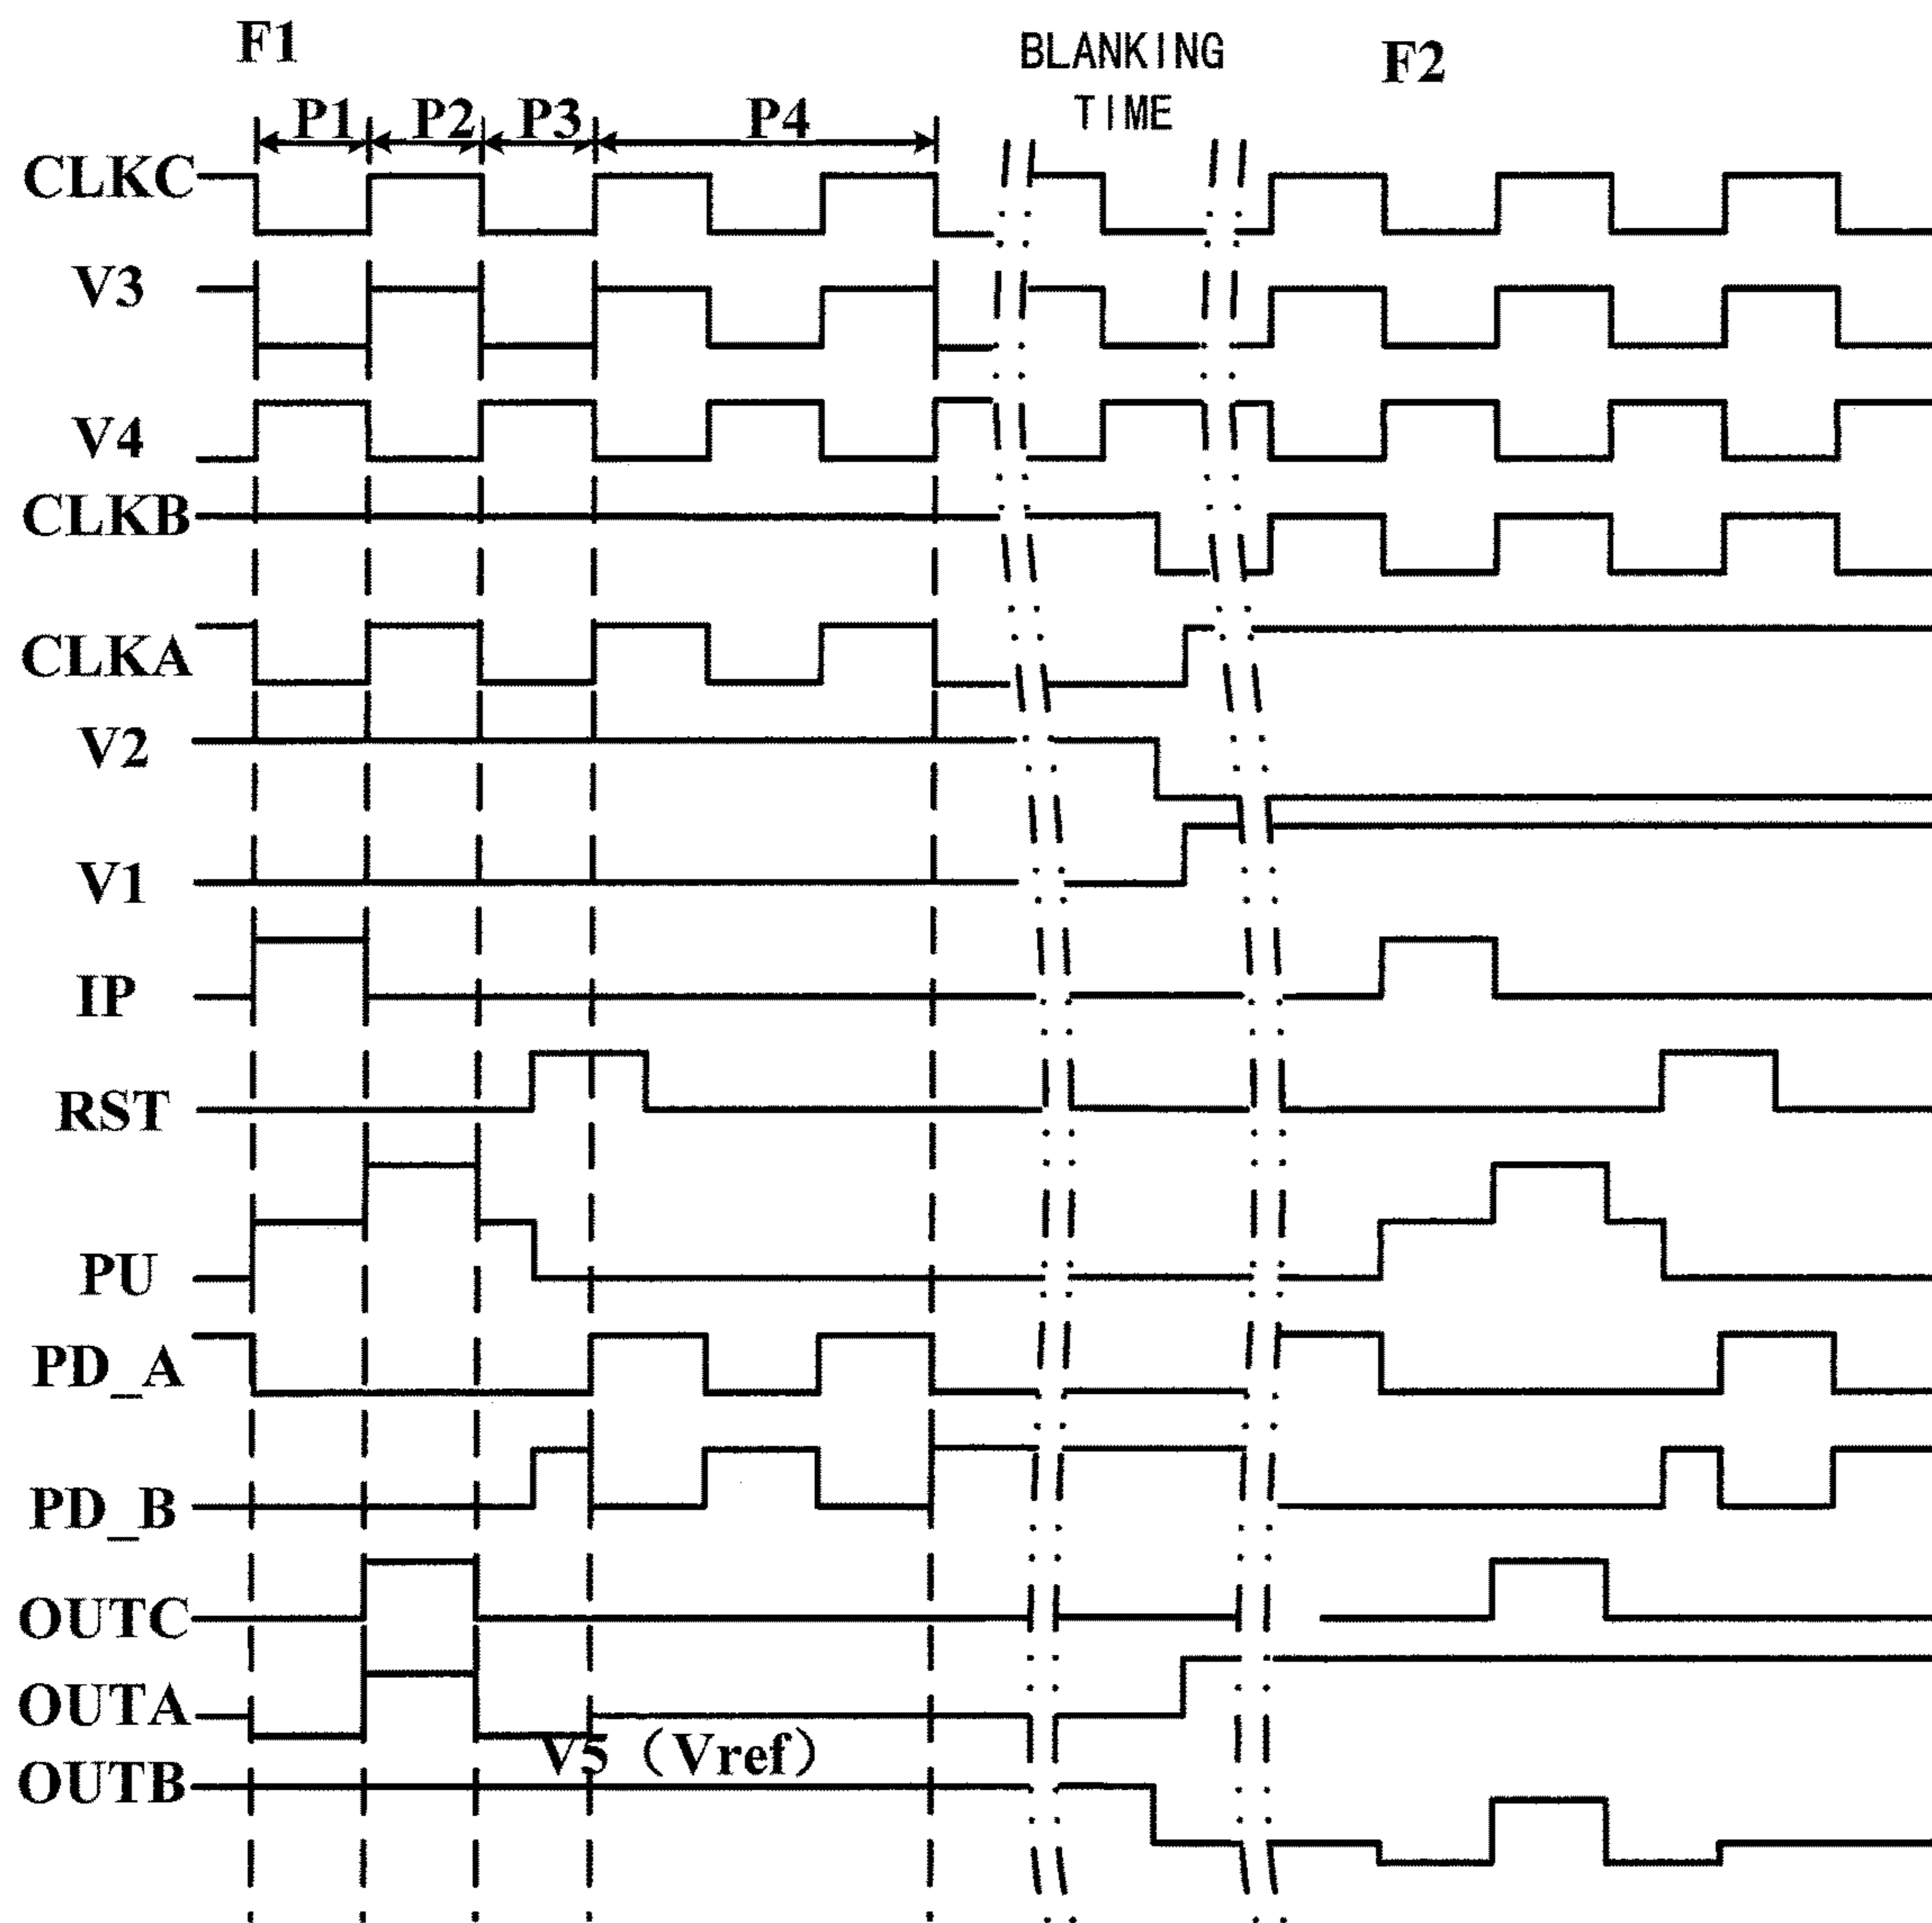 F1
BLANKING
TIME
F2
P1 P2 P3 P4
CLKC
V3
V4
CLKB
CLKA
V2
V1
IP
RST
PU
PD_A
PD_B
OUTC
OUTA
V5（Vref）
OUTB